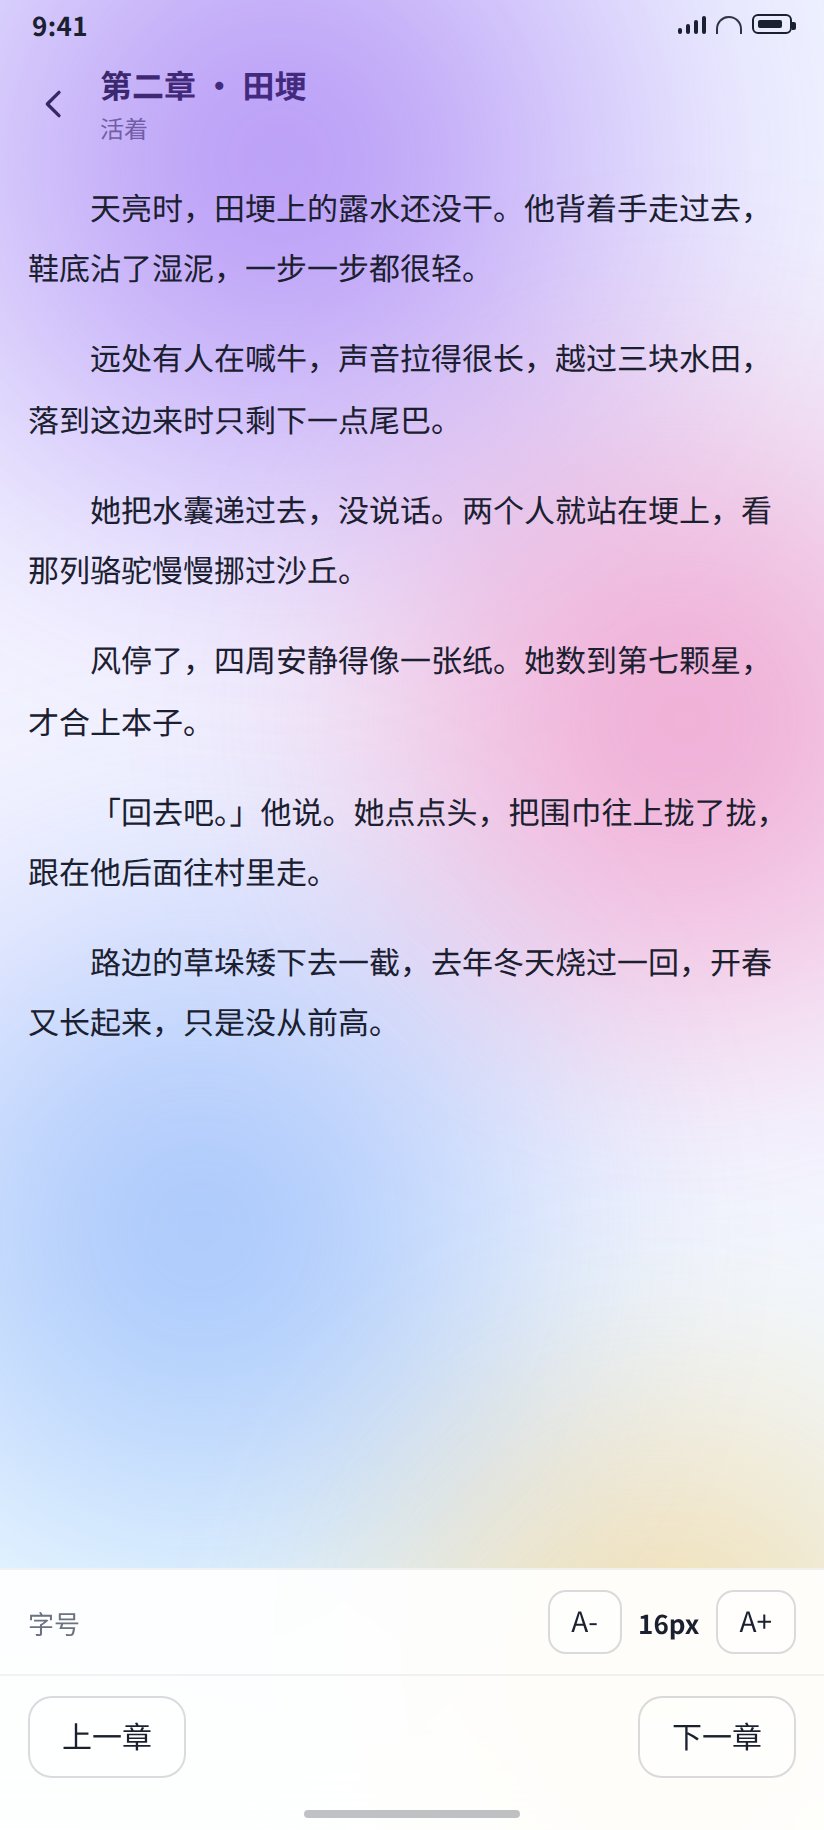 9:41
第二章 · 田埂
活着
天亮时，田埂上的露水还没干。他背着手走过去，
鞋底沾了湿泥，一步一步都很轻。
远处有人在喊牛，声音拉得很长，越过三块水田，
落到这边来时只剩下一点尾巴。
她把水囊递过去，没说话。两个人就站在埂上，看
那列骆驼慢慢挪过沙丘。
风停了，四周安静得像一张纸。她数到第七颗星，
才合上本子。
「回去吧。」他说。她点点头，把围巾往上拢了拢，
跟在他后面往村里走。
路边的草垛矮下去一截，去年冬天烧过一回，开春
又长起来，只是没从前高。
字号 A- 16px A+
上一章 下一章